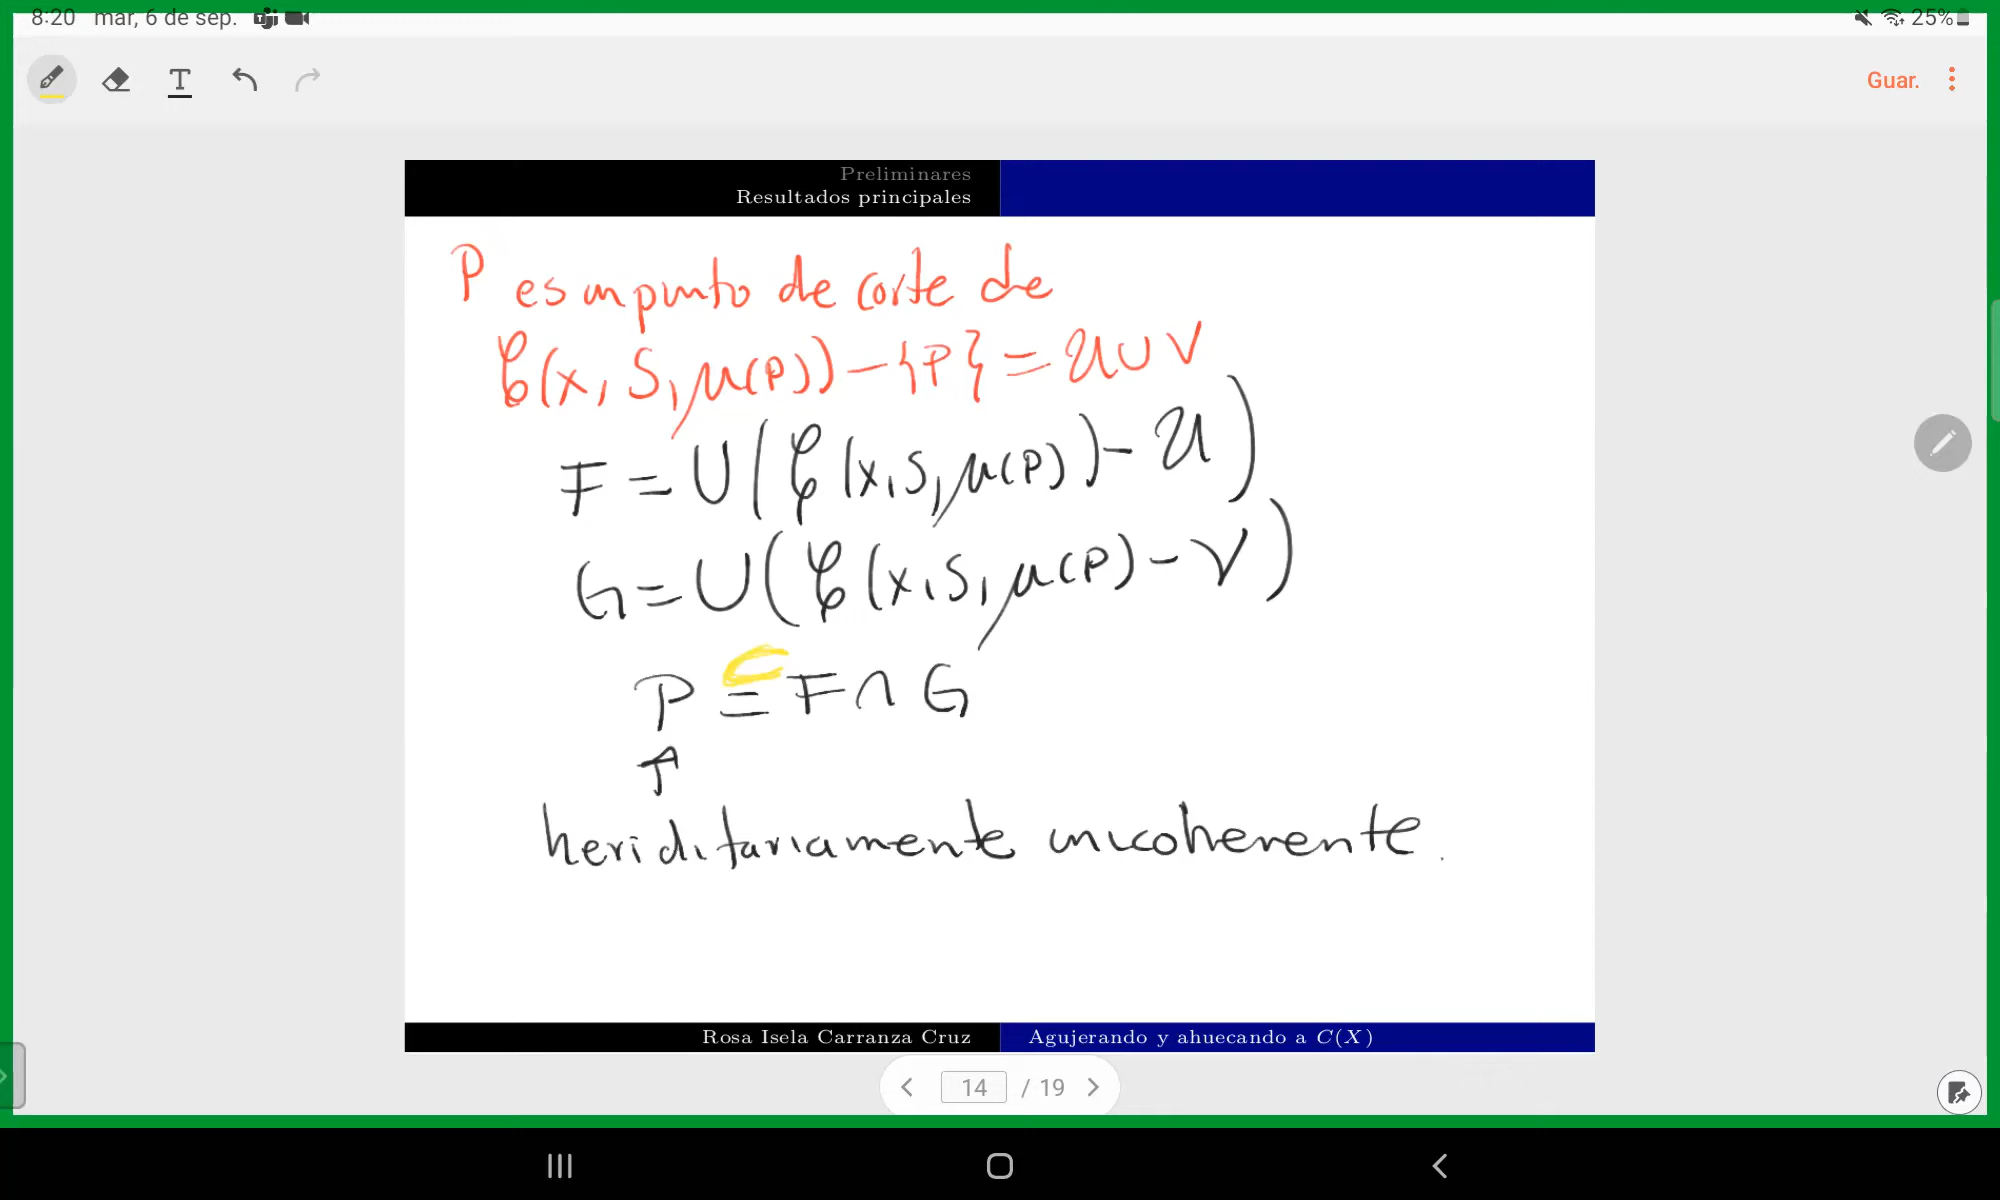 8:20 mar, 6 de sep. 25%
T Guar.
Preliminares
Resultados principales
P es un punto de corte de
𝒞(X, S, μ(P)) − {P} = 𝒰 ∪ V
F = ∪(𝒞(X, S, μ(P)) − 𝒰)
G = ∪(𝒞(X, S, μ(P) − V)
P ⊆ F ∩ G
↑
heriditariamente unicoherente.
Rosa Isela Carranza Cruz Agujerando y ahuecando a C(X)
14 / 19